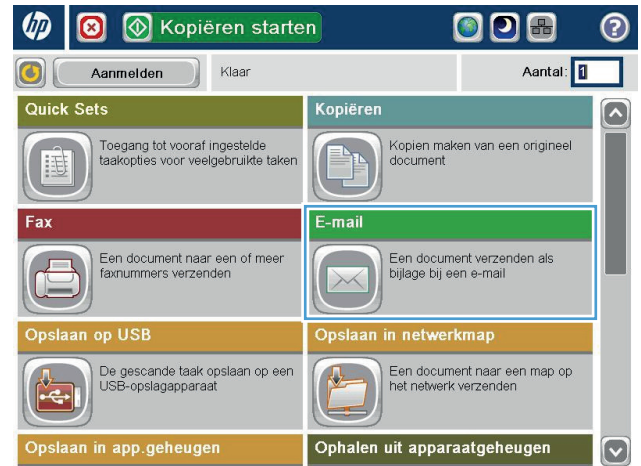 hp
Kopiëren starten
?
Aanmelden
Klaar
Aantal: 1
Quick Sets
Toegang tot vooraf ingestelde
taakopties voor veelgebruikte taken
Kopiëren
Kopien maken van een origineel
document
Fax
Een document naar een of meer
faxnummers verzenden
E-mail
Een document verzenden als
bijlage bij een e-mail
Opslaan op USB
De gescande taak opslaan op een
USB-opslagapparaat
Opslaan in netwerkmap
Een document naar een map op
het netwerk verzenden
Opslaan in app.geheugen
Ophalen uit apparaatgeheugen